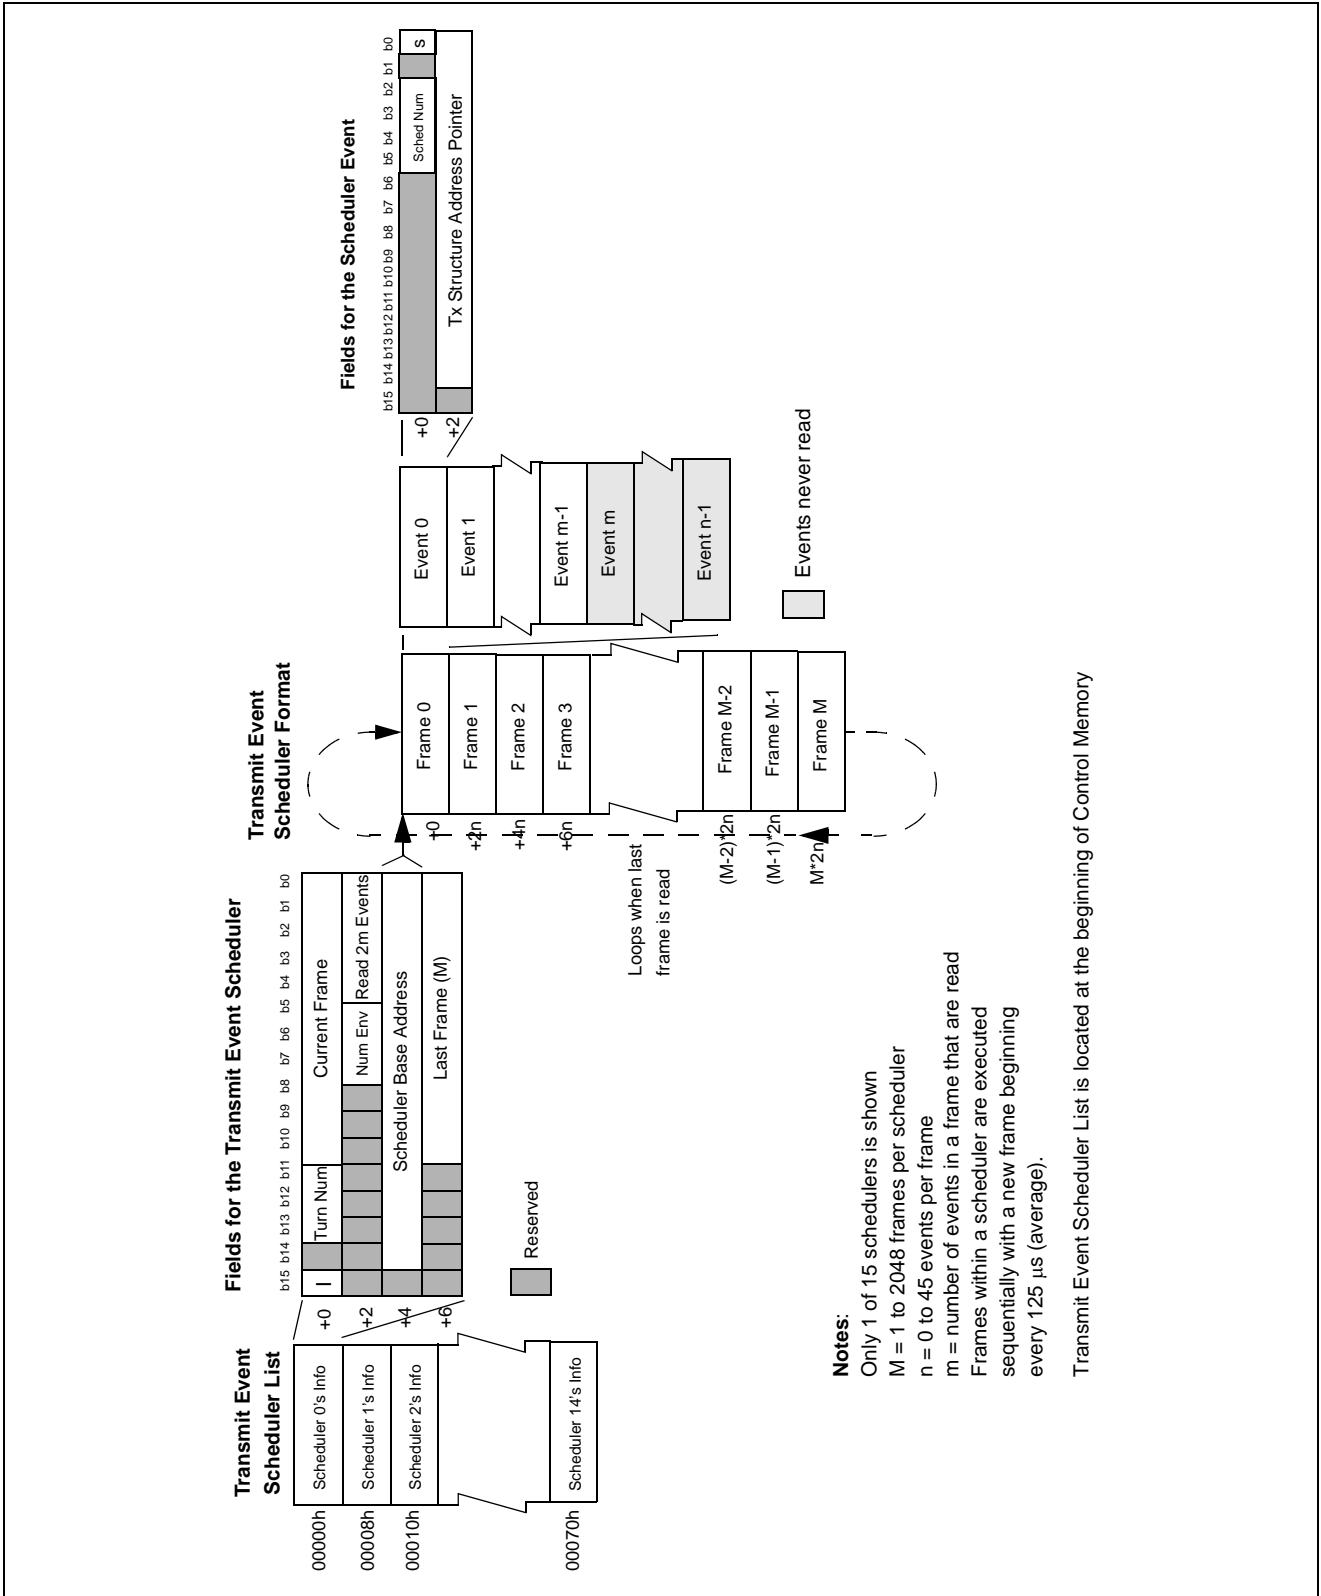 Transmit Event
Scheduler List
00000h
Scheduler 0's Info
00008h
Scheduler 1's Info
00010h
Scheduler 2's Info
00070h
Scheduler 14's Info
Fields for the Transmit Event Scheduler
b15 b14 b13 b12 b11 b10 b9 b8 b7 b6 b5 b4 b3 b2 b1 b0
+0
I
Turn Num
Current Frame
+2
Num Env
Read 2m Events
+4
Scheduler Base Address
+6
Last Frame (M)
Reserved
Transmit Event
Scheduler Format
+0
Frame 0
+2n
Frame 1
+4n
Frame 2
+6n
Frame 3
Loops when last
frame is read
(M-2)*2n
Frame M-2
(M-1)*2n
Frame M-1
M*2n
Frame M
Event 0
Event 1
Event m-1
Event m
Event n-1
Events never read
Fields for the Scheduler Event
b15 b14 b13 b12 b11 b10 b9 b8 b7 b6 b5 b4 b3 b2 b1 b0
+0
Sched Num
s
+2
Tx Structure Address Pointer
Notes:
Only 1 of 15 schedulers is shown
M = 1 to 2048 frames per scheduler
n = 0 to 45 events per frame
m = number of events in a frame that are read
Frames within a scheduler are executed
sequentially with a new frame beginning
every 125 μs (average).
Transmit Event Scheduler List is located at the beginning of Control Memory